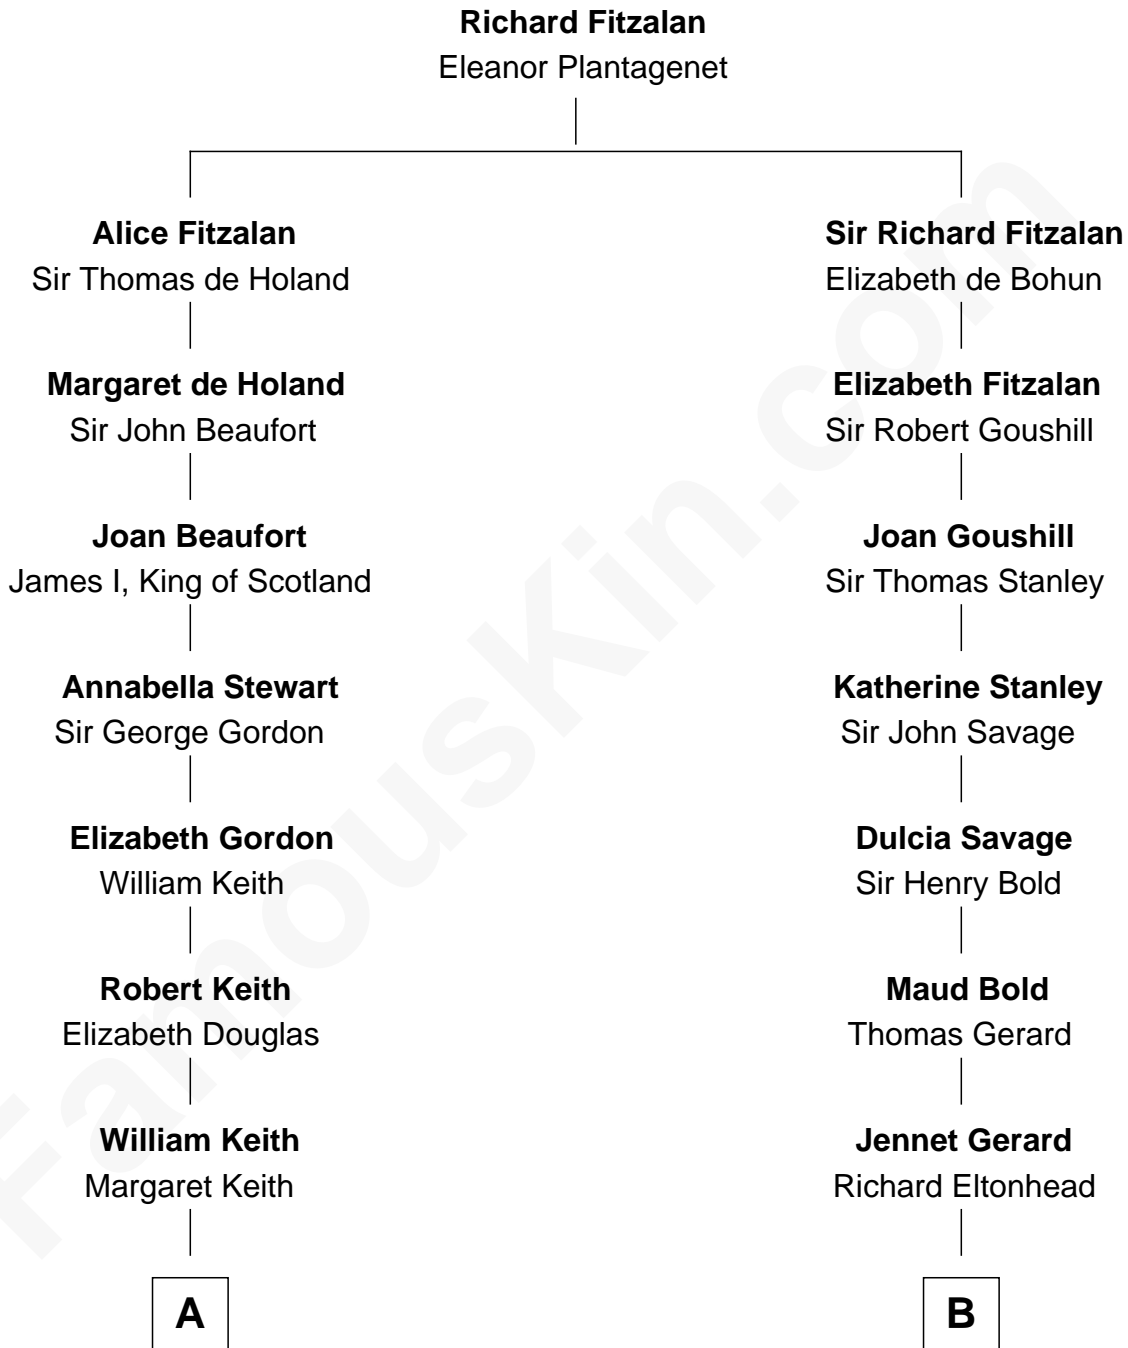 Richard Fitzalan
Eleanor Plantagenet
Alice Fitzalan
Sir Thomas de Holand
Sir Richard Fitzalan
Elizabeth de Bohun
Margaret de Holand
Sir John Beaufort
Elizabeth Fitzalan
Sir Robert Goushill
Joan Beaufort
James I, King of Scotland
Joan Goushill
Sir Thomas Stanley
Annabella Stewart
Sir George Gordon
Katherine Stanley
Sir John Savage
Elizabeth Gordon
William Keith
Dulcia Savage
Sir Henry Bold
Robert Keith
Elizabeth Douglas
Maud Bold
Thomas Gerard
William Keith
Margaret Keith
Jennet Gerard
Richard Eltonhead
A
B
FamousKin.com